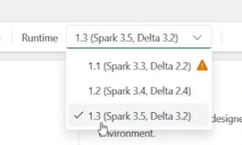 Runtime 1.3 (Spark 3.5, Delta 3.2)
1.1 (Spark 3.3, Delta 2.2)
1.2 (Spark 3.4, Delta 2.4)
1.3 (Spark 3.5, Delta 3.2)
environment.